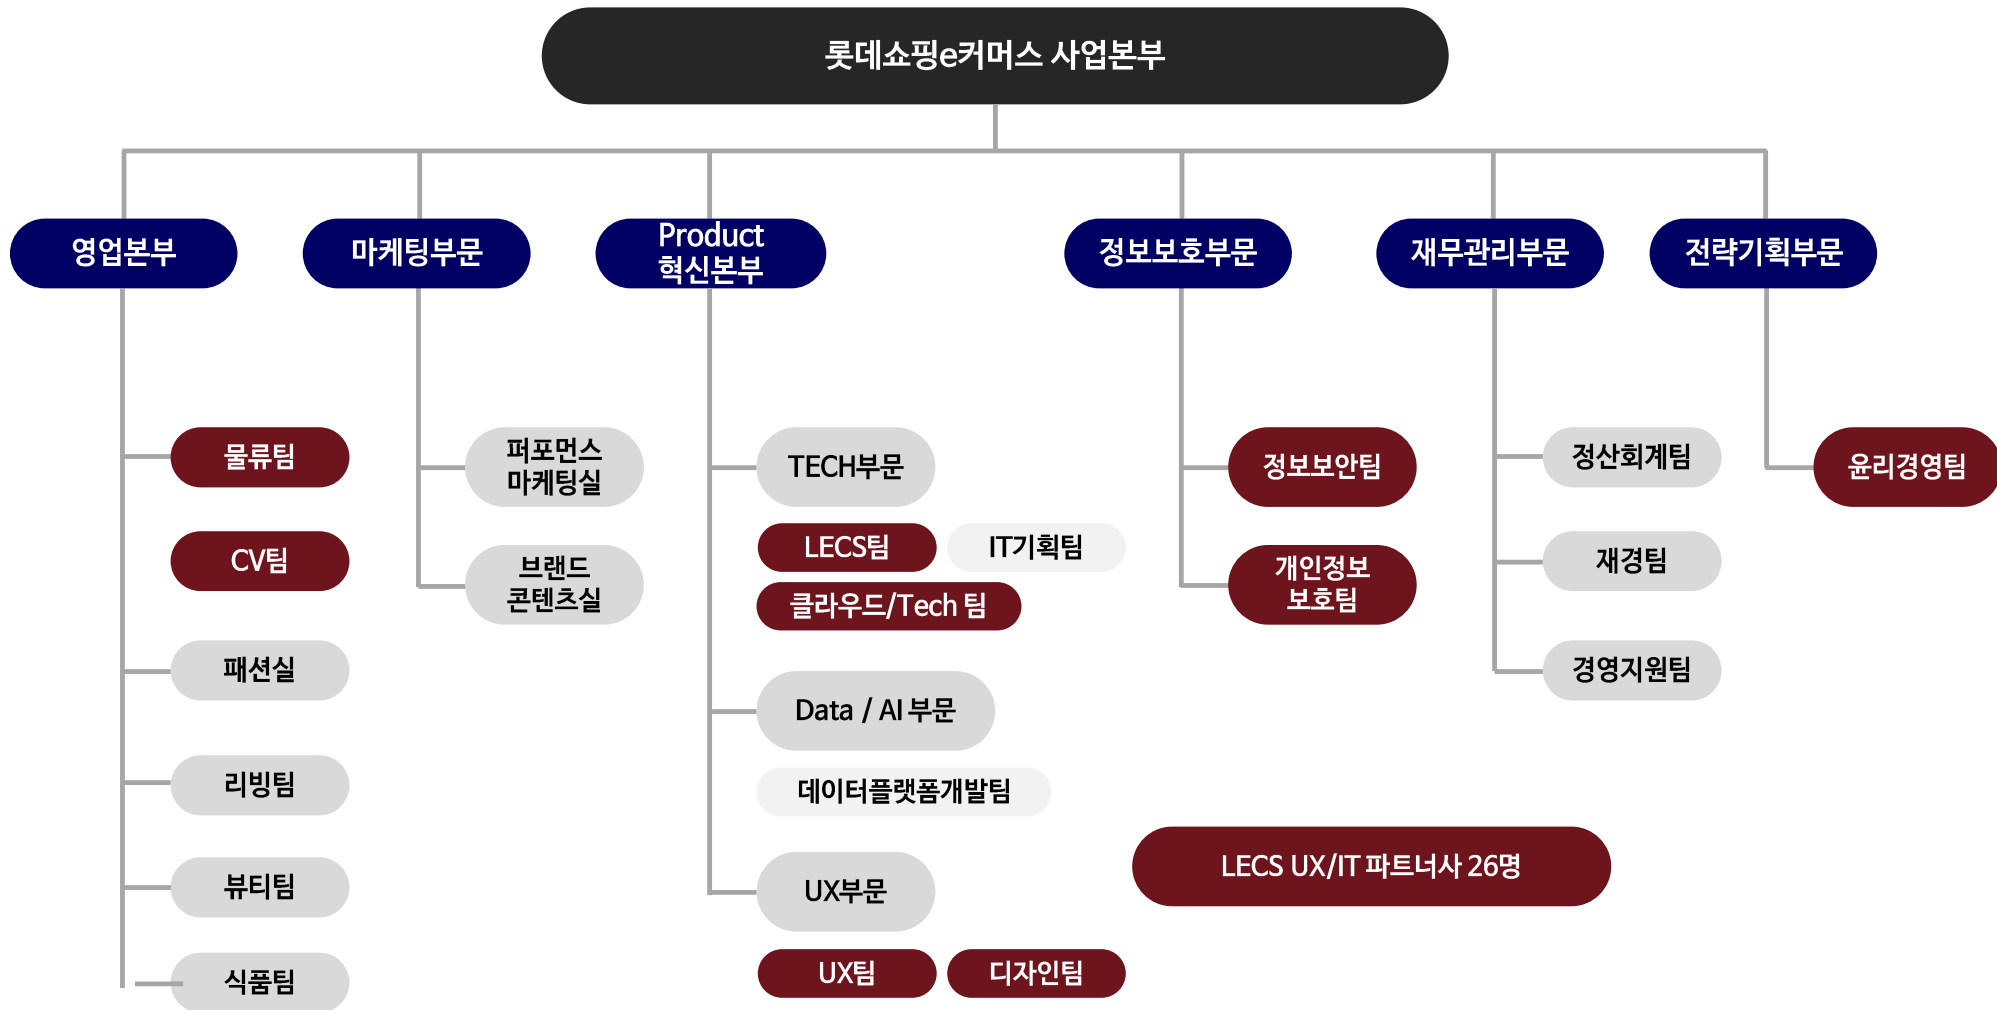 롯데쇼핑e커머스 사업본부
영업본부
마케팅부문
Product
혁신본부
정보보호부문
재무관리부문
전략기획부문
물류팀
CV팀
패션실
리빙팀
뷰티팀
식품팀
퍼포먼스
마케팅실
브랜드
콘텐츠실
TECH부문
LECS팀
IT기획팀
클라우드/Tech 팀
Data / AI 부문
데이터플랫폼개발팀
UX부문
UX팀
디자인팀
정보보안팀
개인정보
보호팀
정산회계팀
재경팀
경영지원팀
윤리경영팀
LECS UX/IT 파트너사 26명